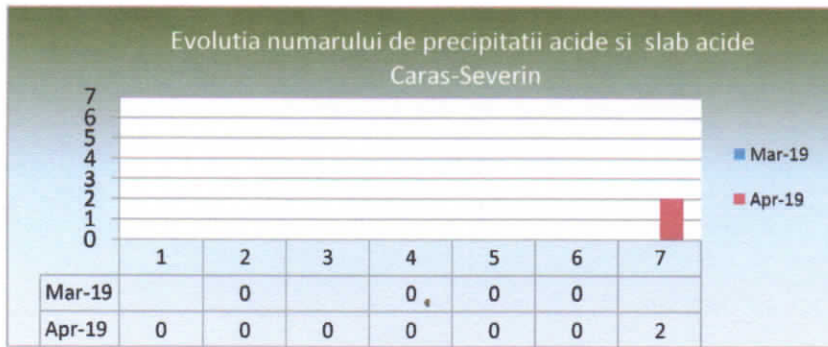 Evolutia numarului de precipitatii acide si slab acide
Caras-Severin
7
6
5
4
3
2
1
0
Mar-19
Apr-19
1 2 3 4 5 6 7
Mar-19 0 0 0 0
Apr-19 0 0 0 0 0 0 2